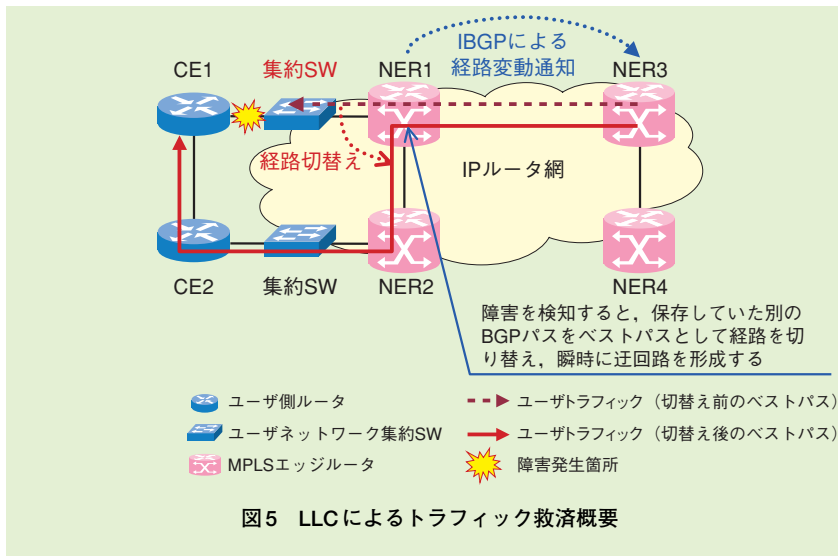 IBGPによる
経路変動通知
CE1
集約SW
NER1
NER3
経路切替え
IPルータ網
CE2
集約SW
NER2
NER4
障害を検知すると，保存していた別の
BGPパスをベストパスとして経路を切
り替え，瞬時に迂回路を形成する
ユーザ側ルータ
ユーザトラフィック（切替え前のベストパス）
ユーザネットワーク集約SW
ユーザトラフィック（切替え後のベストパス）
MPLSエッジルータ
障害発生箇所
図5 LLCによるトラフィック救済概要